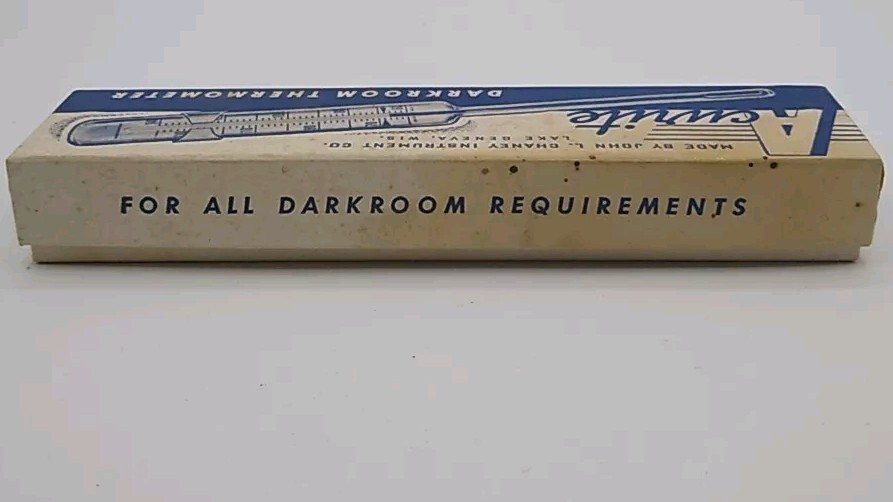 DARKROOM THERMOMETER
Acurite
MADE BY JOHN L. CHANEY INSTRUMENT CO.
LAKE GENEVA, WIS.
FOR ALL DARKROOM REQUIREMENTS